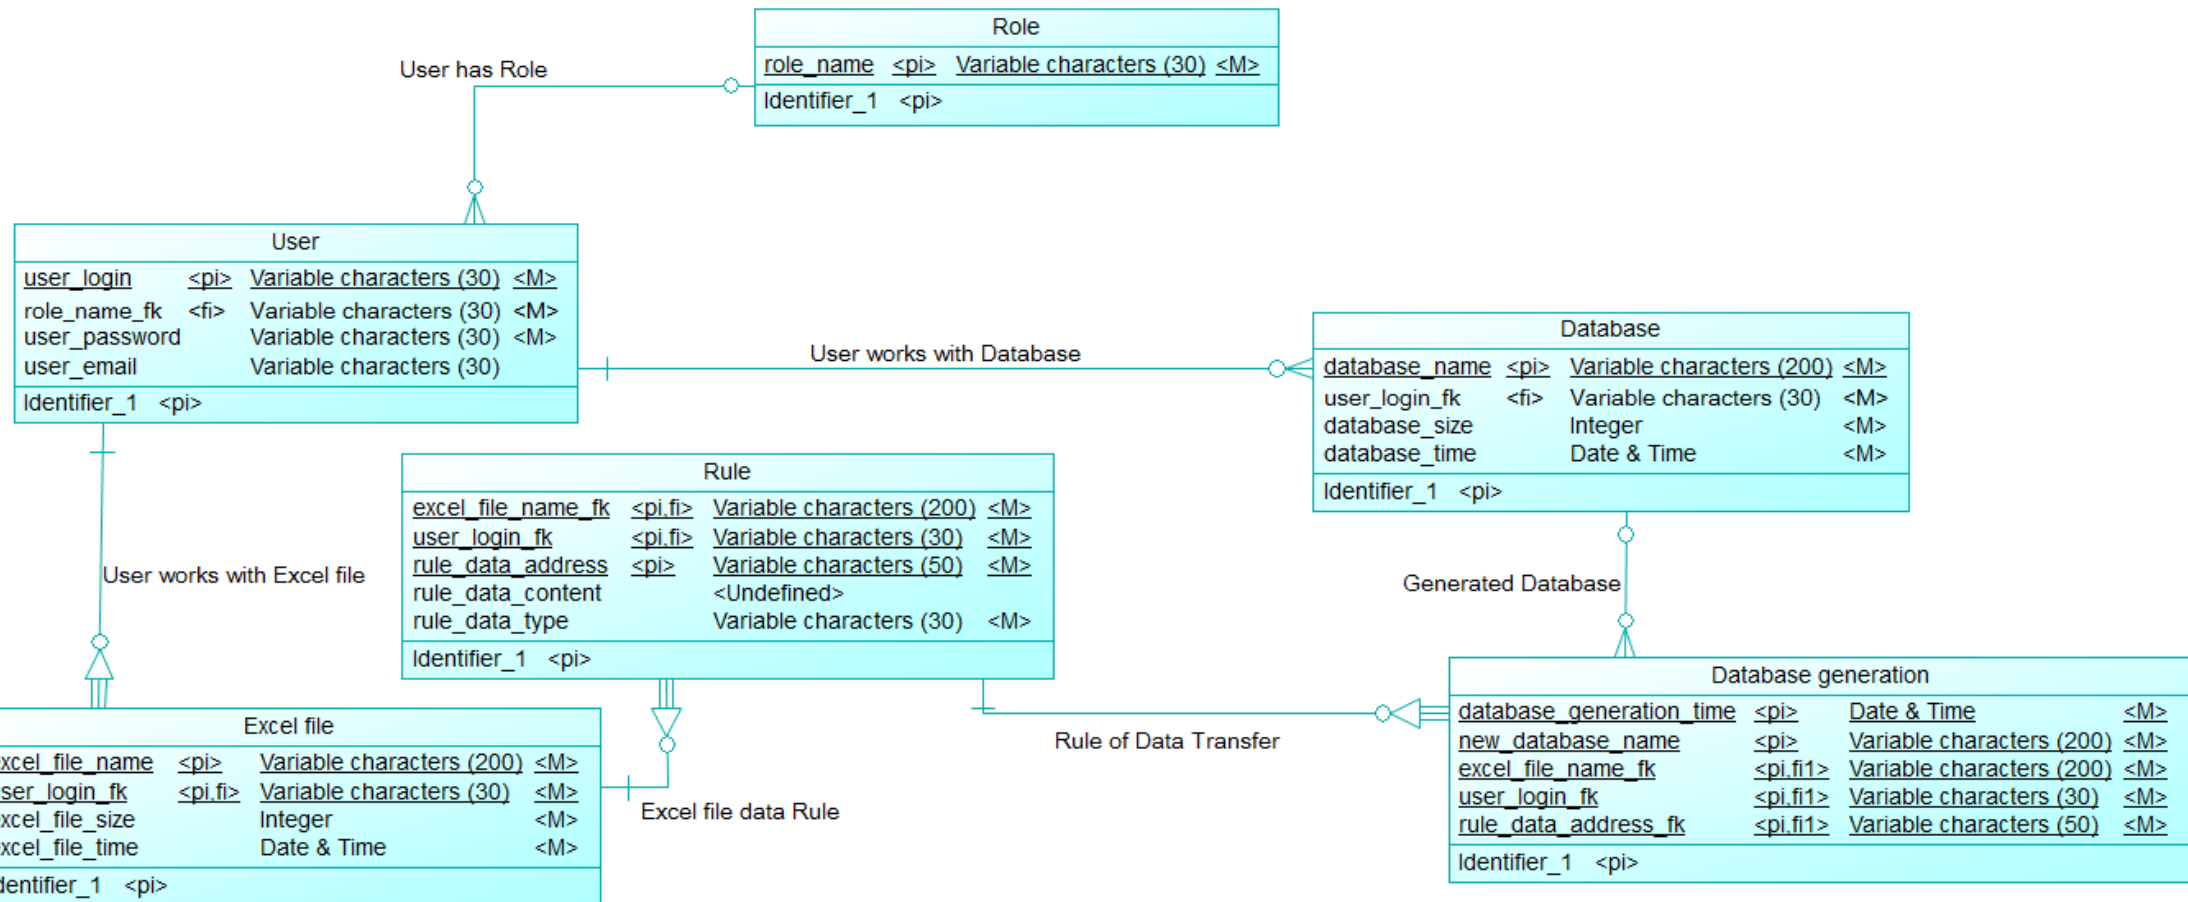 Role
role_name <pi> Variable characters (30) <M>
Identifier_1 <pi>
User has Role
User
user_login <pi> Variable characters (30) <M>
role_name_fk <fi> Variable characters (30) <M>
user_password Variable characters (30) <M>
user_email Variable characters (30)
Identifier_1 <pi>
User works with Database
Database
database_name <pi> Variable characters (200) <M>
user_login_fk <fi> Variable characters (30) <M>
database_size Integer <M>
database_time Date & Time <M>
Identifier_1 <pi>
Rule
excel_file_name_fk <pi,fi> Variable characters (200) <M>
user_login_fk <pi,fi> Variable characters (30) <M>
rule_data_address <pi> Variable characters (50) <M>
rule_data_content <Undefined>
rule_data_type Variable characters (30) <M>
Identifier_1 <pi>
User works with Excel file
Generated Database
Database generation
database_generation_time <pi> Date & Time <M>
new_database_name <pi> Variable characters (200) <M>
excel_file_name_fk <pi,fi1> Variable characters (200) <M>
user_login_fk <pi,fi1> Variable characters (30) <M>
rule_data_address_fk <pi,fi1> Variable characters (50) <M>
Identifier_1 <pi>
Rule of Data Transfer
Excel file
xcel_file_name <pi> Variable characters (200) <M>
ser_login_fk <pi,fi> Variable characters (30) <M>
xcel_file_size Integer <M>
xcel_file_time Date & Time <M>
dentifier_1 <pi>
Excel file data Rule